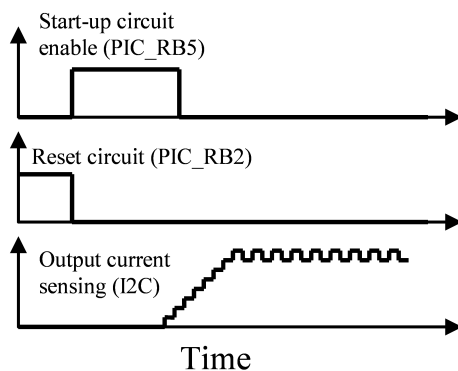 Start-up circuit
enable (PIC_RB5)
Reset circuit (PIC_RB2)
Output current
sensing (I2C)
Time